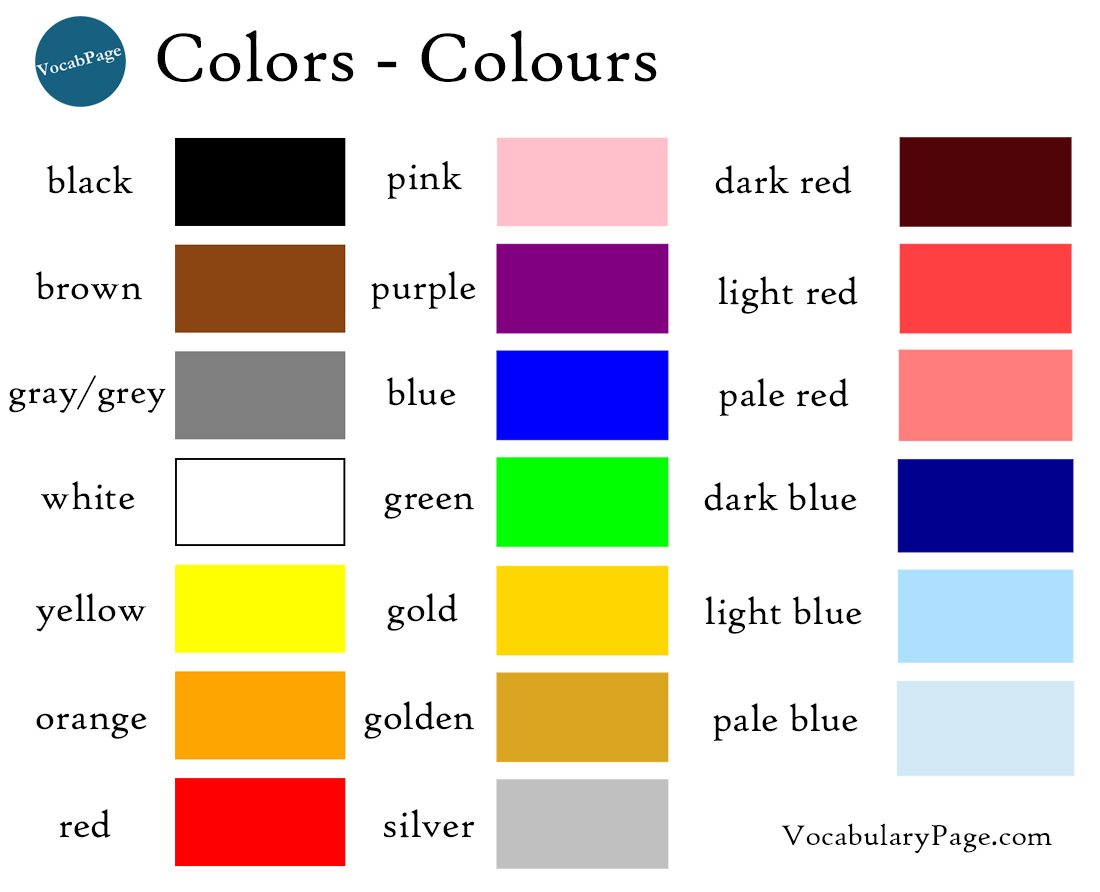 VocabPage
Colors - Colours
black
pink
dark red
brown
purple
light red
gray/grey
blue
pale red
white
green
dark blue
yellow
gold
light blue
orange
golden
pale blue
red
silver
VocabularyPage.com